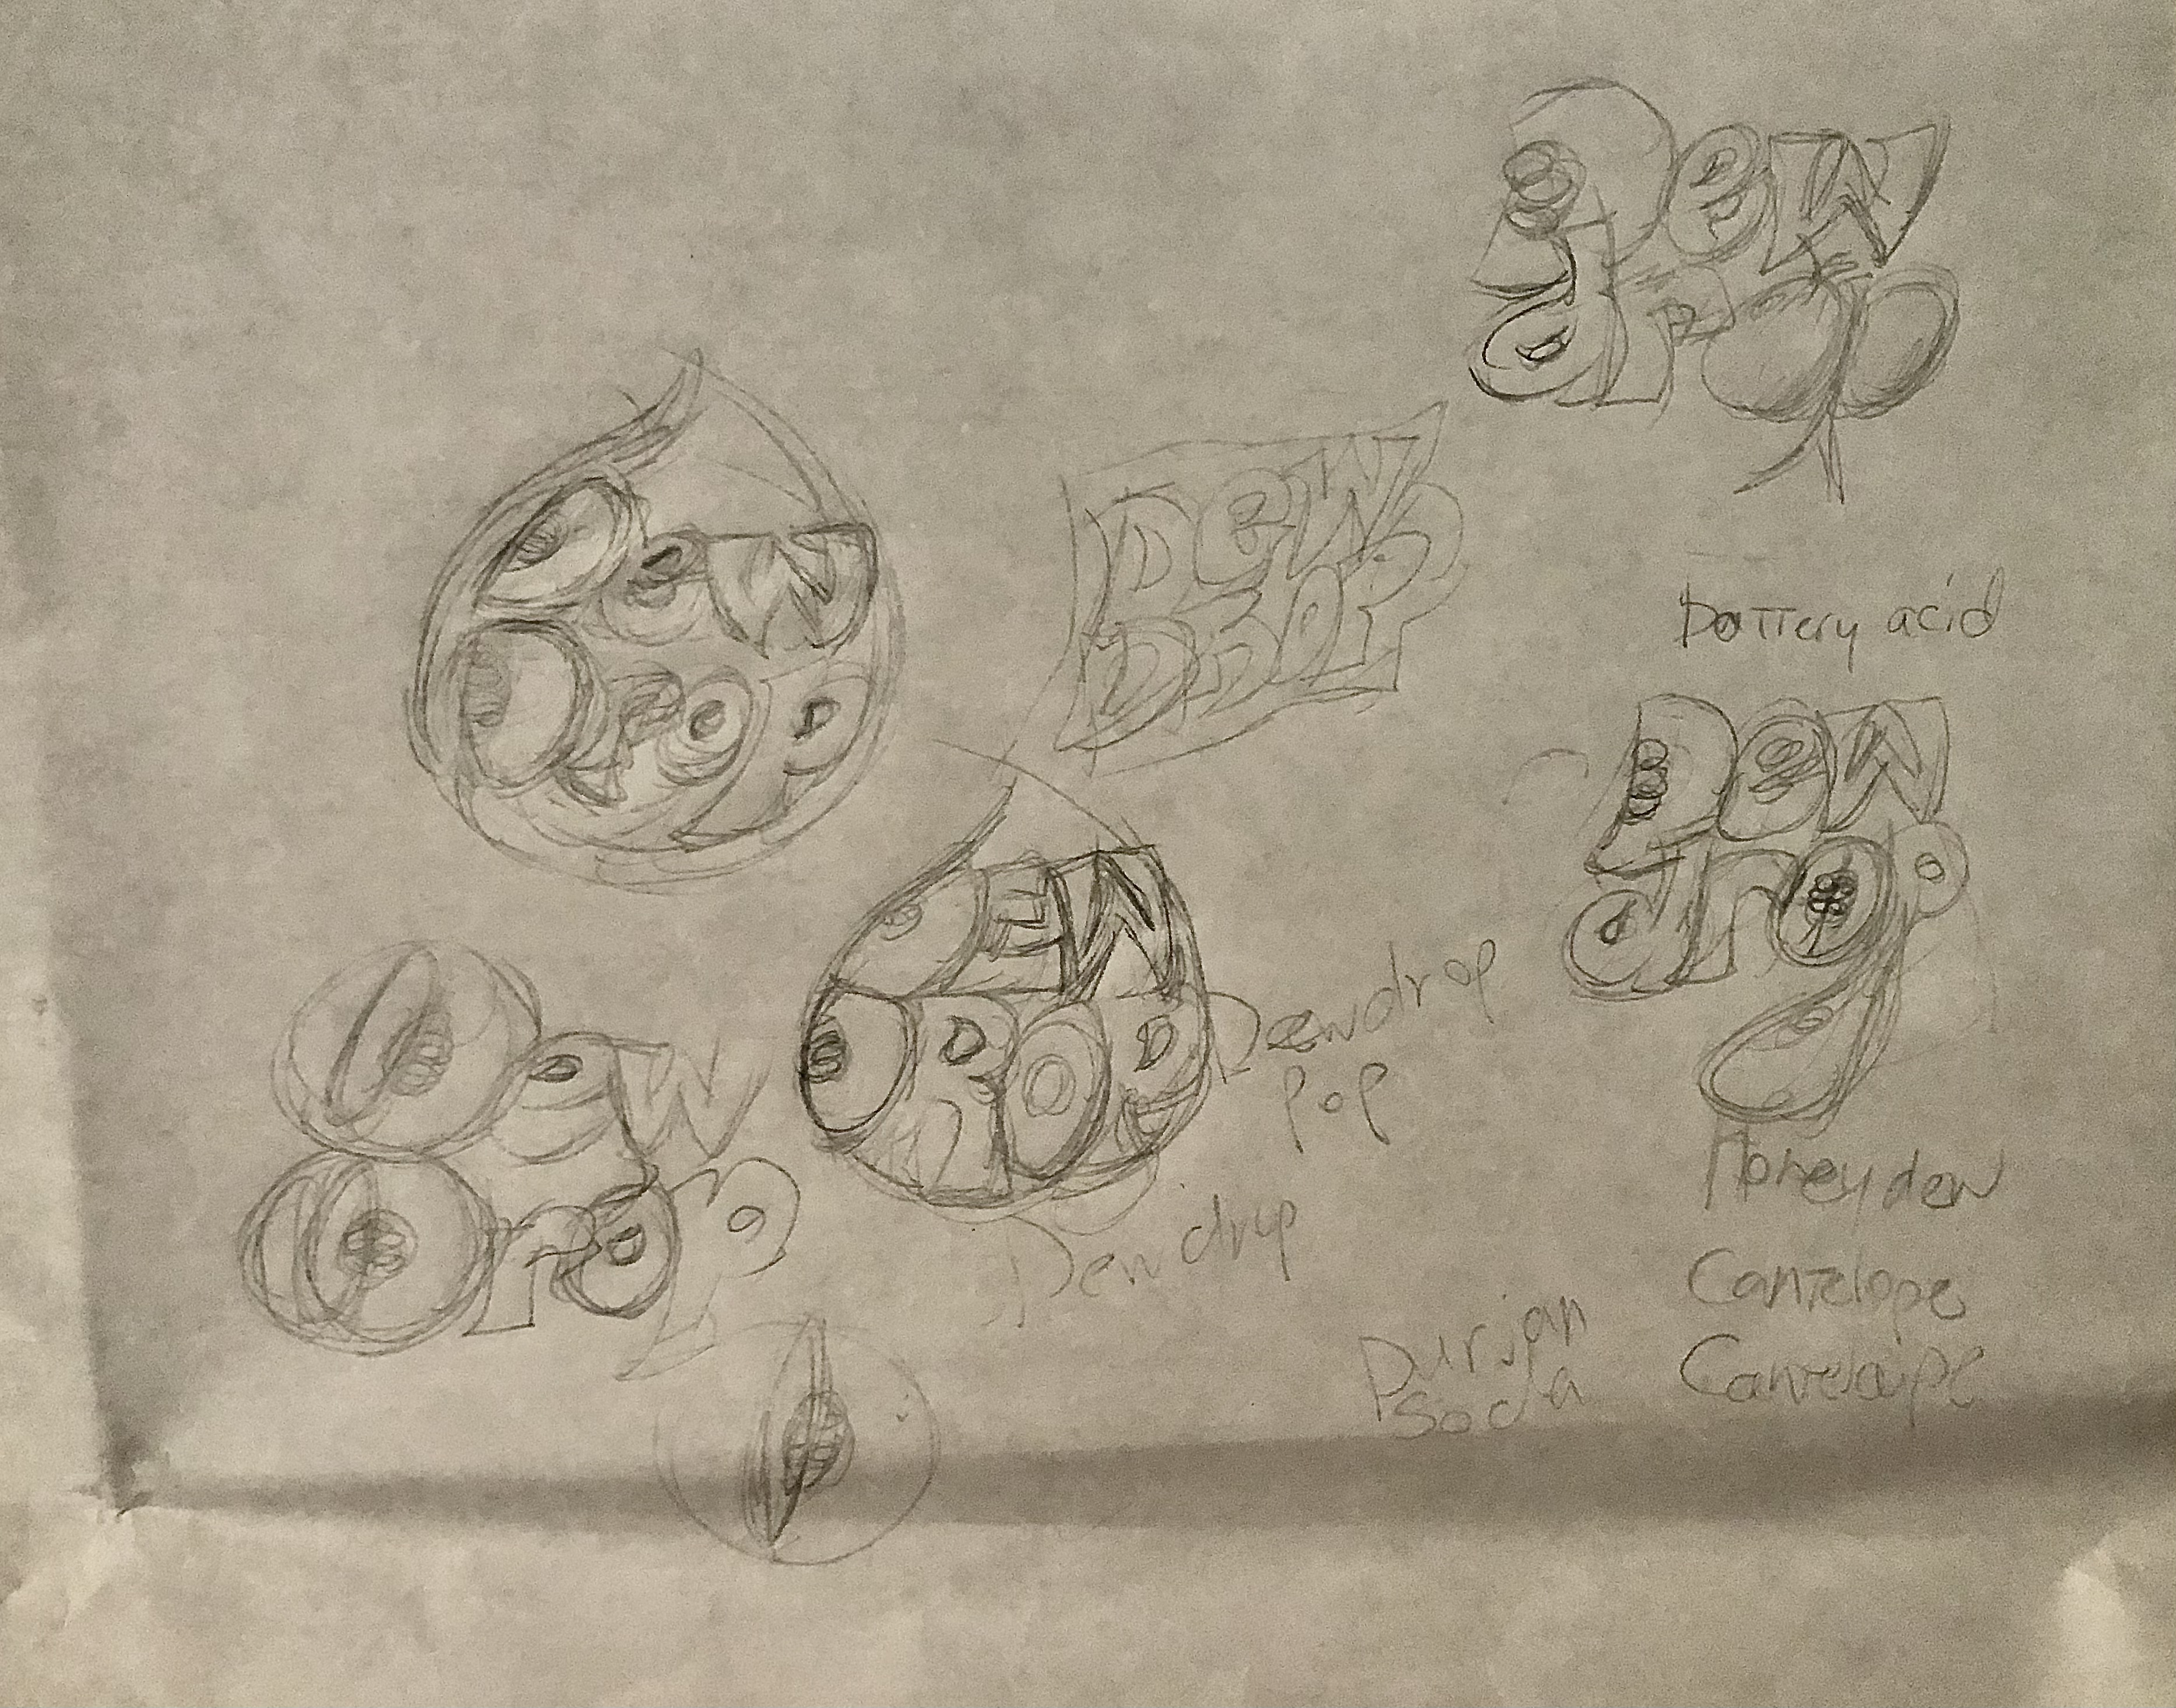 Dew
drop
Dew
Drop
DeW
DROP
battery acid
Dew
drop
DEW
DROP
Dewdrop
pop
Dew
drop
Honeydew
Dewdrop
Cantelope
Durian
Soda
Cantelaipe